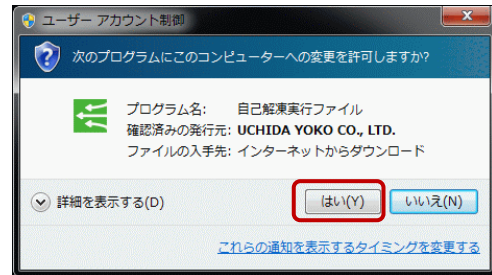 ユーザー アカウント制御
次のプログラムにこのコンピューターへの変更を許可しますか?
プログラム名: 自己解凍実行ファイル
確認済みの発行元: UCHIDA YOKO CO., LTD.
ファイルの入手先: インターネットからダウンロード
詳細を表示する(D)
はい(Y)
いいえ(N)
これらの通知を表示するタイミングを変更する